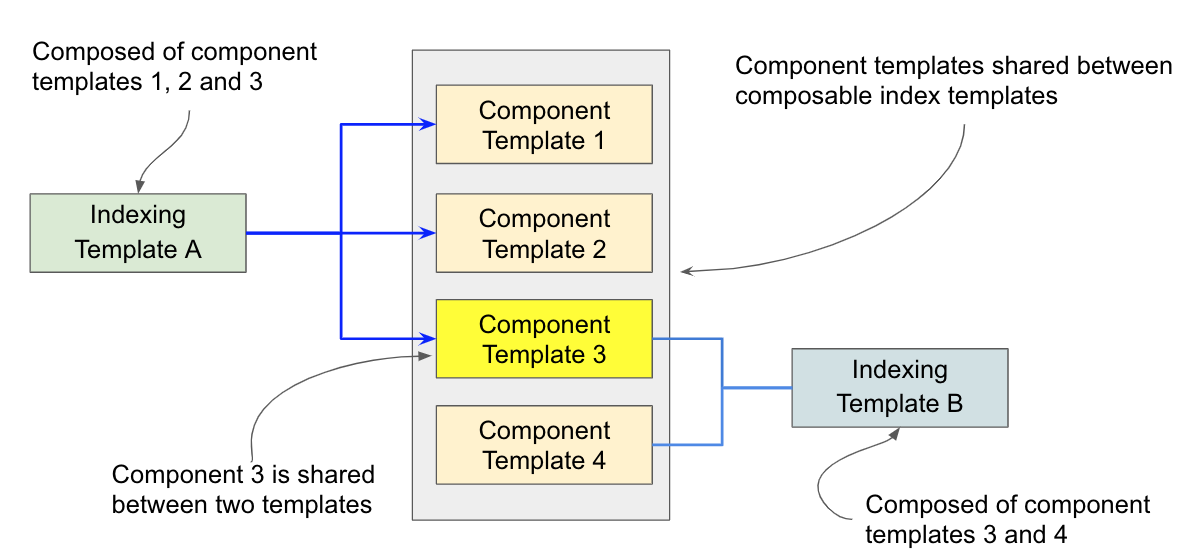 Composed of component
templates 1, 2 and 3
Component templates shared between
composable index templates
Component
Template 1
Indexing
Template A
Component
Template 2
Component
Template 3
Indexing
Template B
Component
Template 4
Component 3 is shared
between two templates
Composed of component
templates 3 and 4